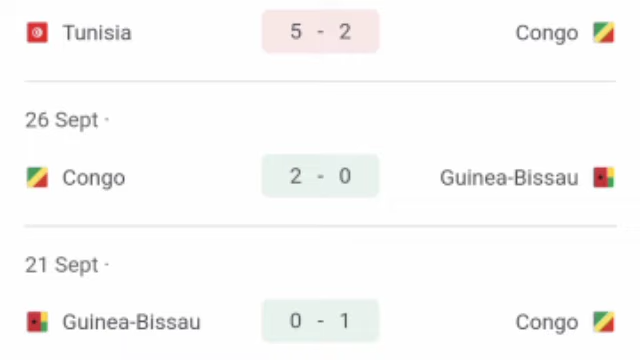 Tunisia 5 - 2 Congo
26 Sept ·
Congo 2 - 0 Guinea-Bissau
21 Sept ·
Guinea-Bissau 0 - 1 Congo